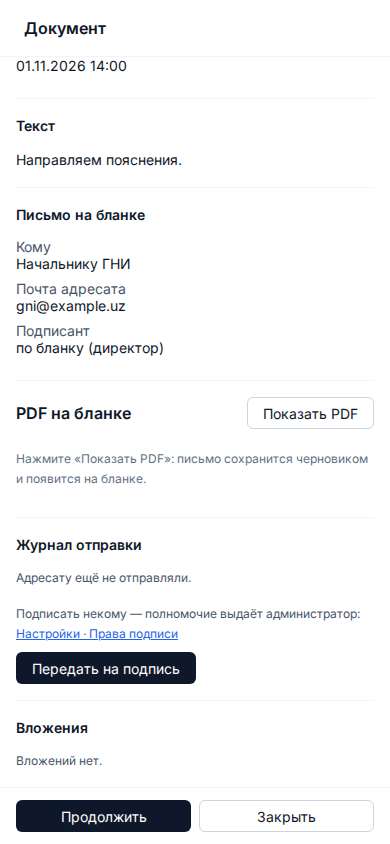 Документ
01.11.2026 14:00
Текст
Направляем пояснения.
Письмо на бланке
Кому
Начальнику ГНИ
Почта адресата
gni@example.uz
Подписант
по бланку (директор)
PDF на бланке
Показать PDF
Нажмите «Показать PDF»: письмо сохранится черновиком
и появится на бланке.
Журнал отправки
Адресату ещё не отправляли.
Подписать некому — полномочие выдаёт администратор:
Настройки · Права подписи
Передать на подпись
Вложения
Вложений нет.
Продолжить
Закрыть